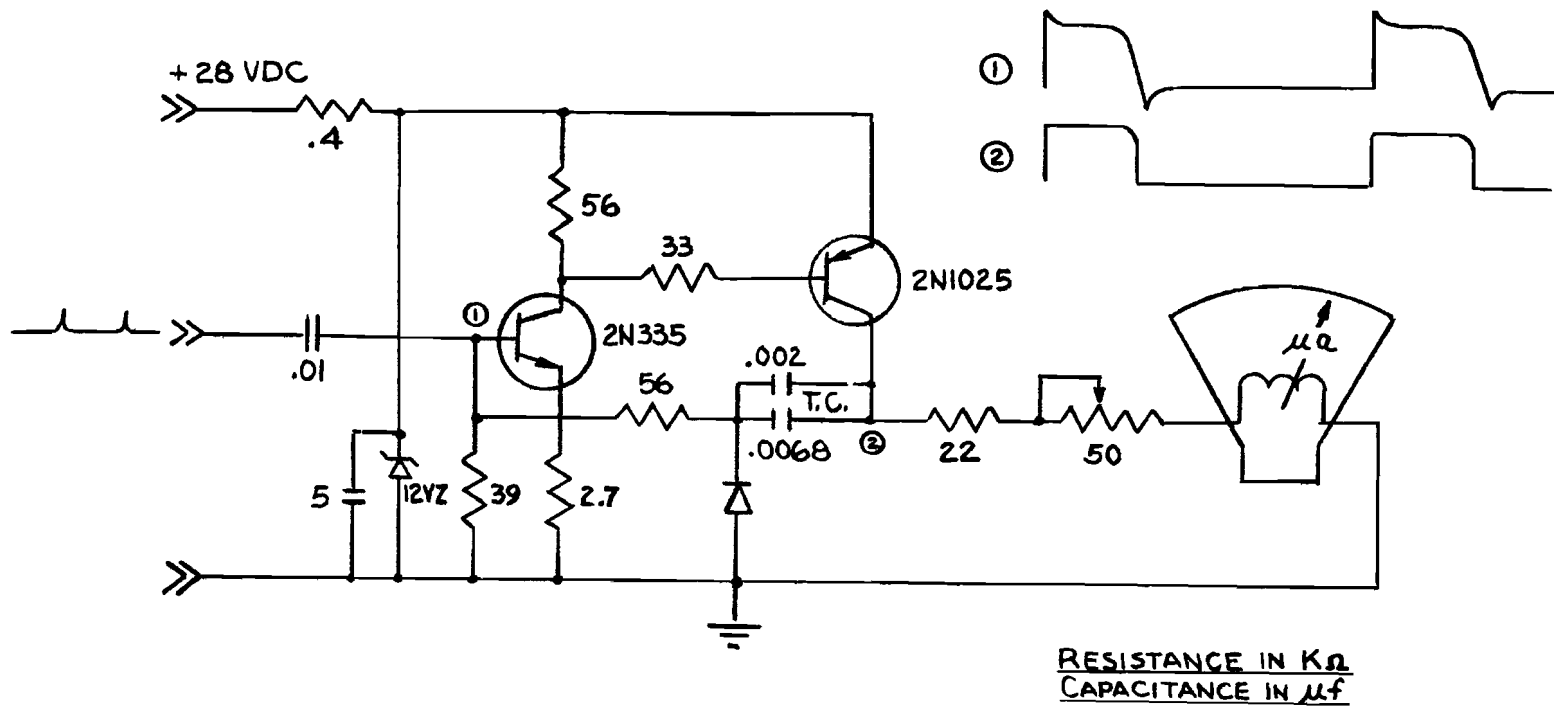 + 28 VDC
.4
①
②
56
33
2N1025
①
2N335
.01
56
.002
T.C.
.0068
②
22
50
μa
5
12VZ
39
2.7
RESISTANCE IN KΩ
CAPACITANCE IN μf